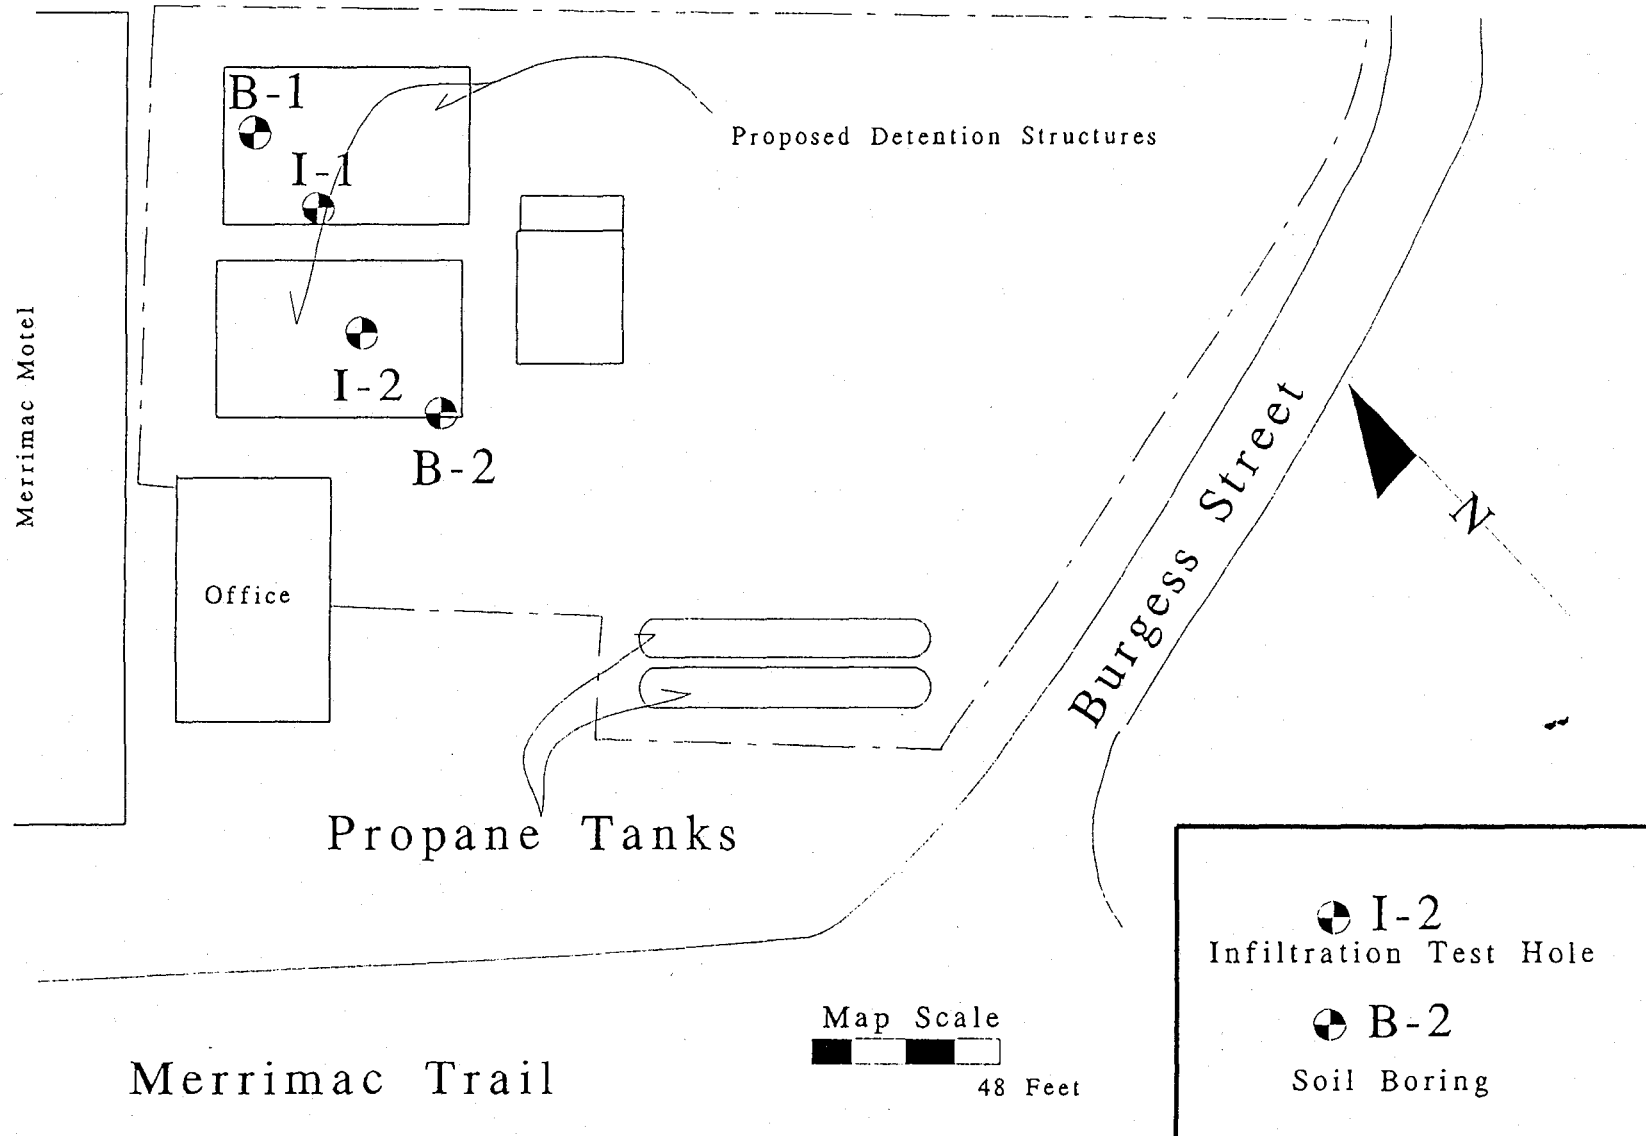 B-1
Proposed Detention Structures
I-1
Merrimac Motel
I-2
B-2
Burgess Street
N
Office
Propane Tanks
I-2
Infiltration Test Hole
B-2
Soil Boring
Map Scale
48 Feet
Merrimac Trail